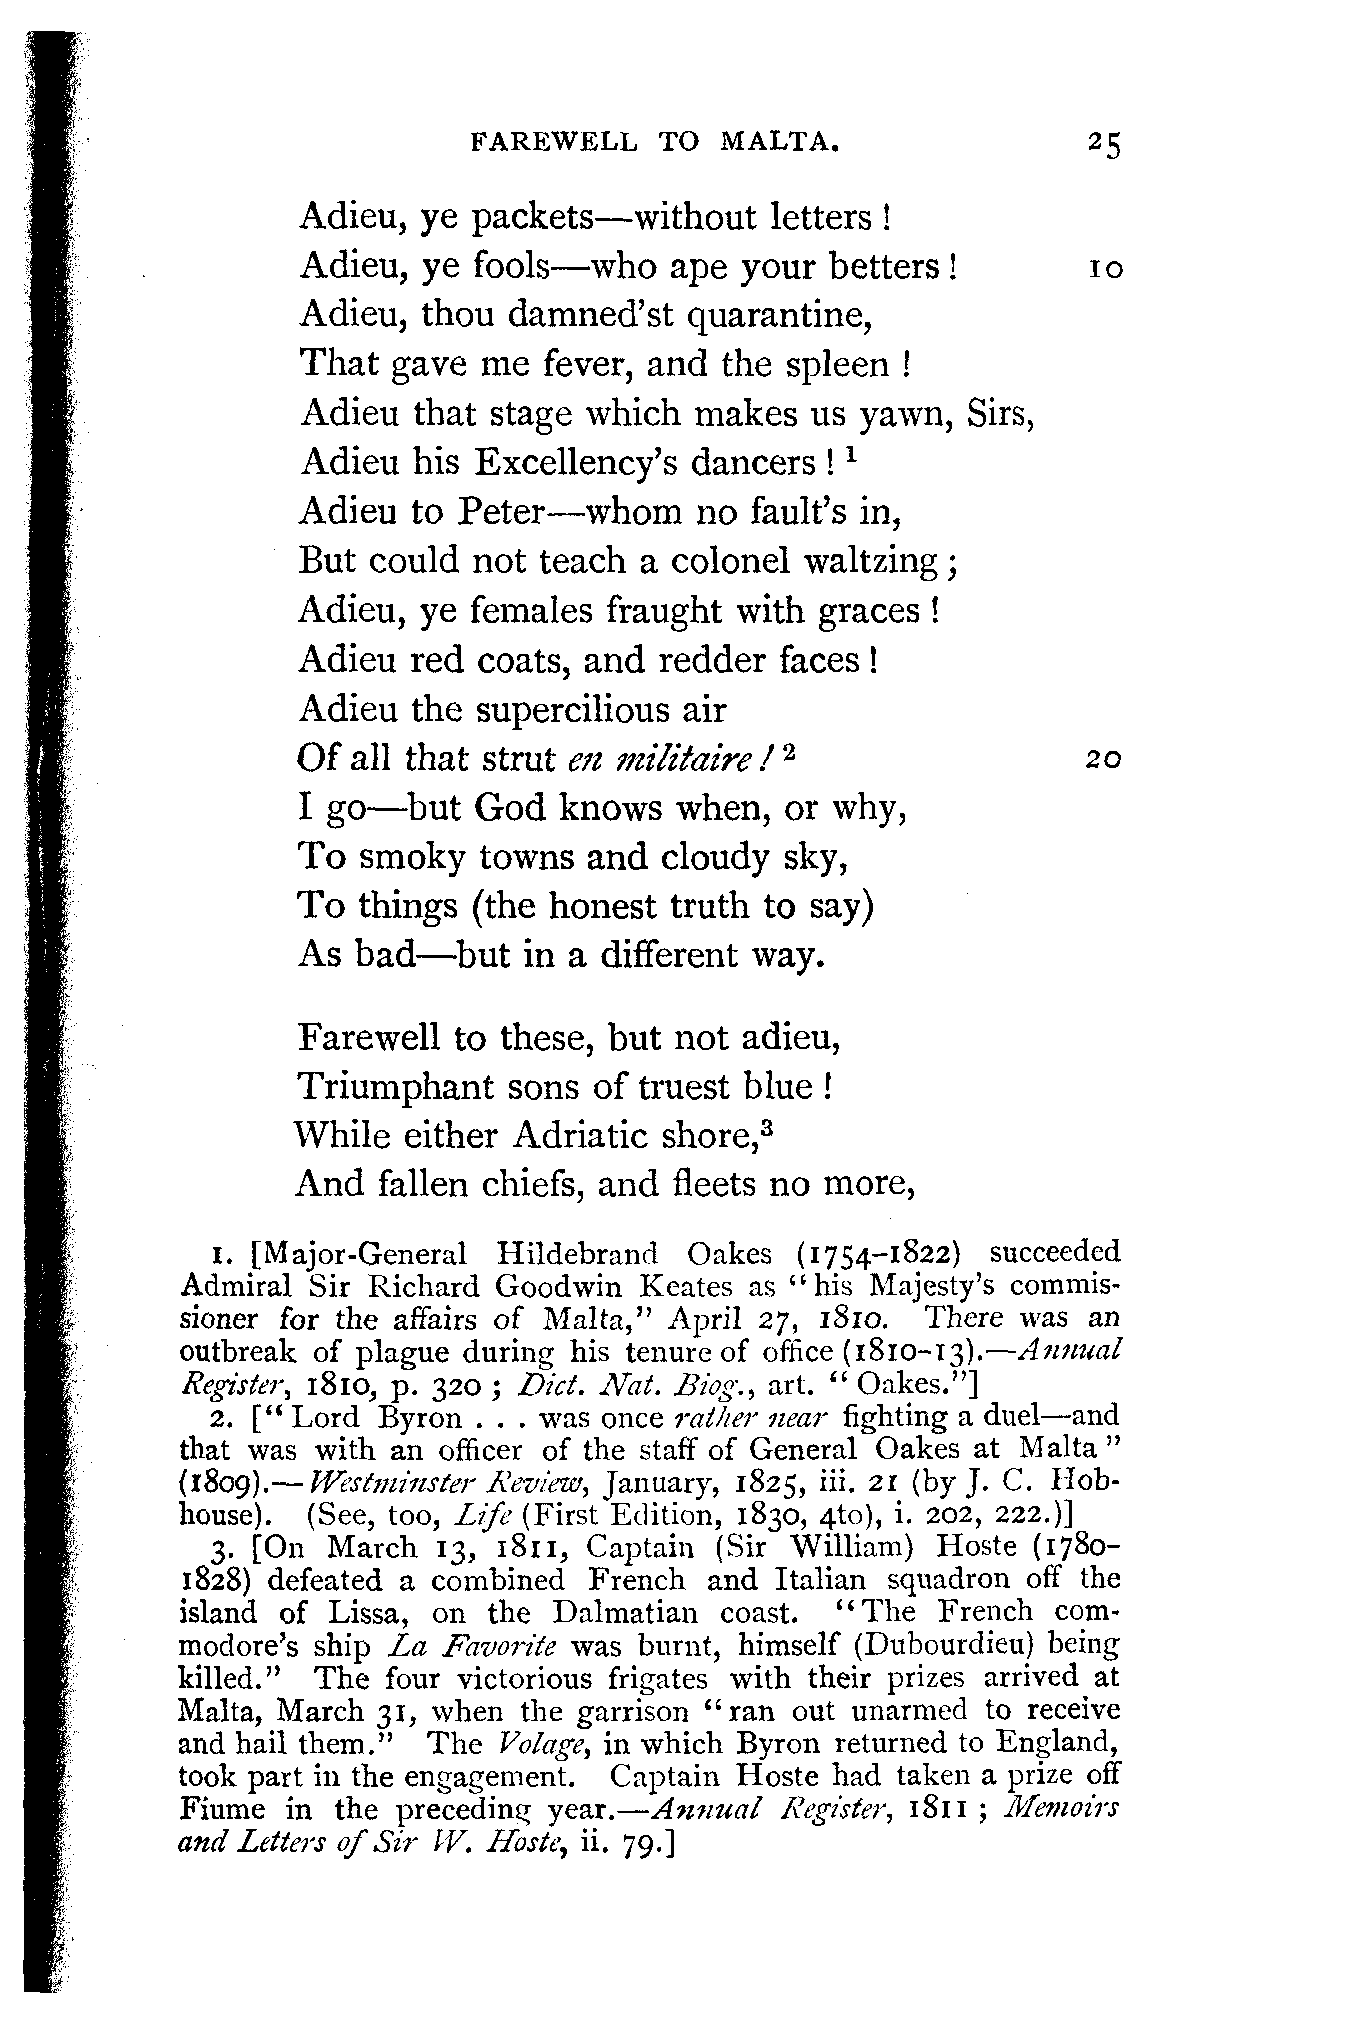 FAREWELL TO MALTA. 25
Adieu, ye packets—without letters !
Adieu, ye fools—who ape your betters ! 10
Adieu, thou damned'st quarantine,
That gave me fever, and the spleen !
Adieu that stage which makes us yawn, Sirs,
Adieu his Excellency's dancers ! ¹
Adieu to Peter—whom no fault's in,
But could not teach a colonel waltzing ;
Adieu, ye females fraught with graces !
Adieu red coats, and redder faces !
Adieu the supercilious air
Of all that strut en militaire ! ² 20
I go—but God knows when, or why,
To smoky towns and cloudy sky,
To things (the honest truth to say)
As bad—but in a different way.
Farewell to these, but not adieu,
Triumphant sons of truest blue !
While either Adriatic shore,³
And fallen chiefs, and fleets no more,
1. [Major-General Hildebrand Oakes (1754–1822) succeeded
Admiral Sir Richard Goodwin Keates as "his Majesty's commis-
sioner for the affairs of Malta," April 27, 1810. There was an
outbreak of plague during his tenure of office (1810–13).—Annual
Register, 1810, p. 320 ; Dict. Nat. Biog., art. "Oakes."]
2. ["Lord Byron . . . was once rather near fighting a duel—and
that was with an officer of the staff of General Oakes at Malta"
(1809).—Westminster Review, January, 1825, iii. 21 (by J. C. Hob-
house). (See, too, Life (First Edition, 1830, 4to), i. 202, 222.)]
3. [On March 13, 1811, Captain (Sir William) Hoste (1780–
1828) defeated a combined French and Italian squadron off the
island of Lissa, on the Dalmatian coast. "The French com-
modore's ship La Favorite was burnt, himself (Dubourdieu) being
killed." The four victorious frigates with their prizes arrived at
Malta, March 31, when the garrison "ran out unarmed to receive
and hail them." The Volage, in which Byron returned to England,
took part in the engagement. Captain Hoste had taken a prize off
Fiume in the preceding year.—Annual Register, 1811 ; Memoirs
and Letters of Sir W. Hoste, ii. 79.]